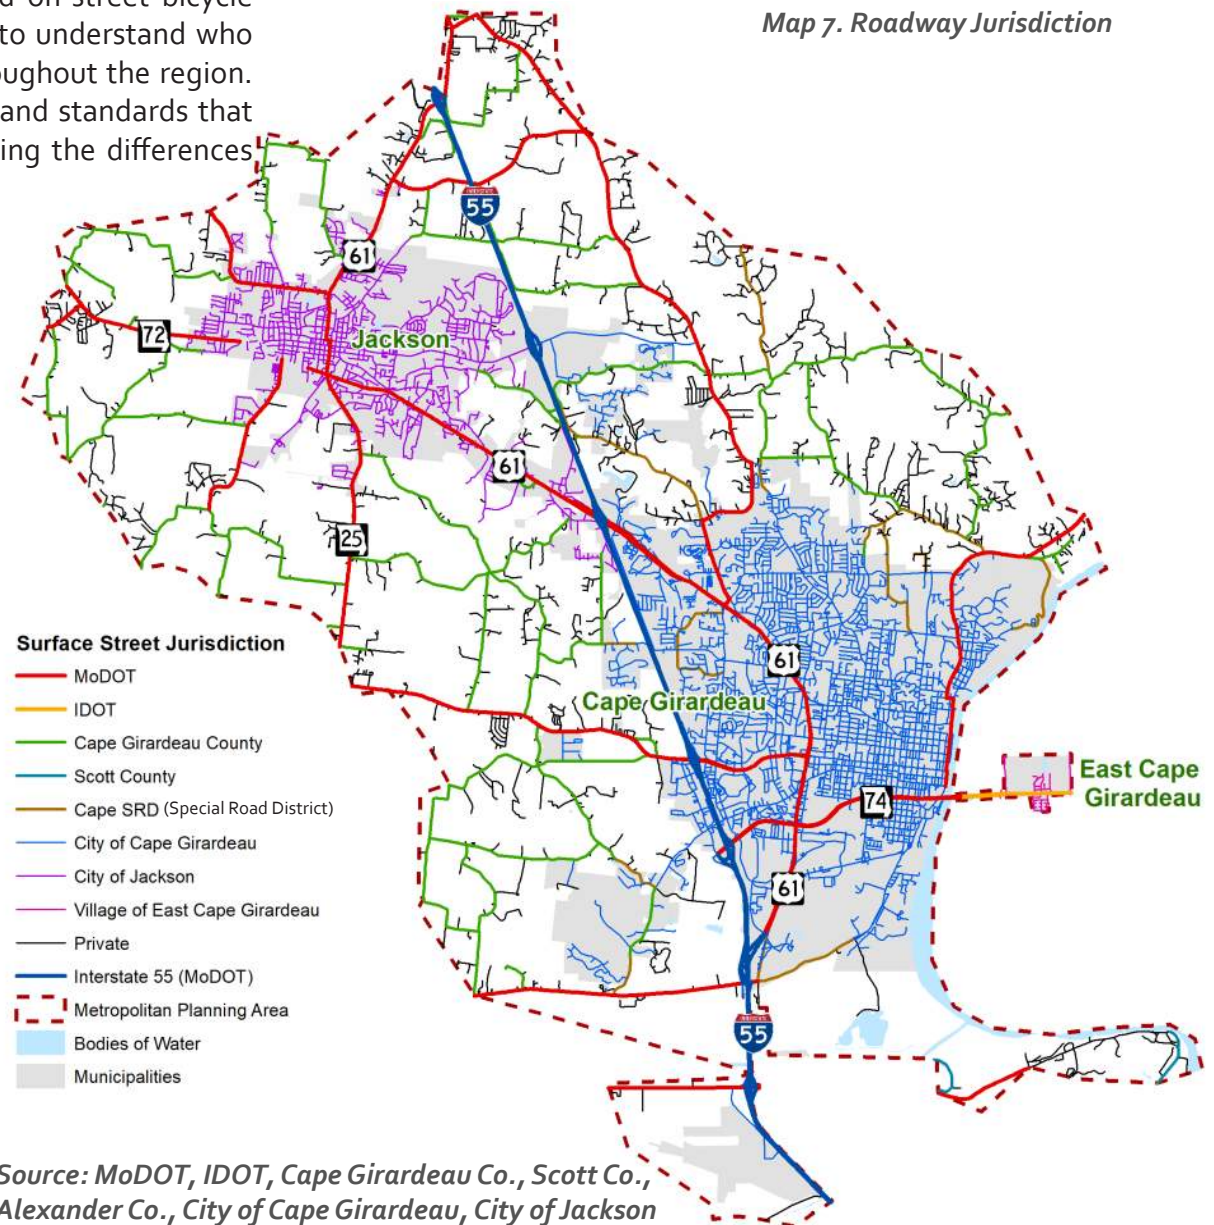 d on-street bicycle
to understand who
oughout the region.
and standards that
ing the differences
Map 7. Roadway Jurisdiction
55
61
72
Jackson
61
25
61
Cape Girardeau
74
East Cape
Girardeau
61
55
Surface Street Jurisdiction
MoDOT
IDOT
Cape Girardeau County
Scott County
Cape SRD (Special Road District)
City of Cape Girardeau
City of Jackson
Village of East Cape Girardeau
Private
Interstate 55 (MoDOT)
Metropolitan Planning Area
Bodies of Water
Municipalities
Source: MoDOT, IDOT, Cape Girardeau Co., Scott Co.,
Alexander Co., City of Cape Girardeau, City of Jackson